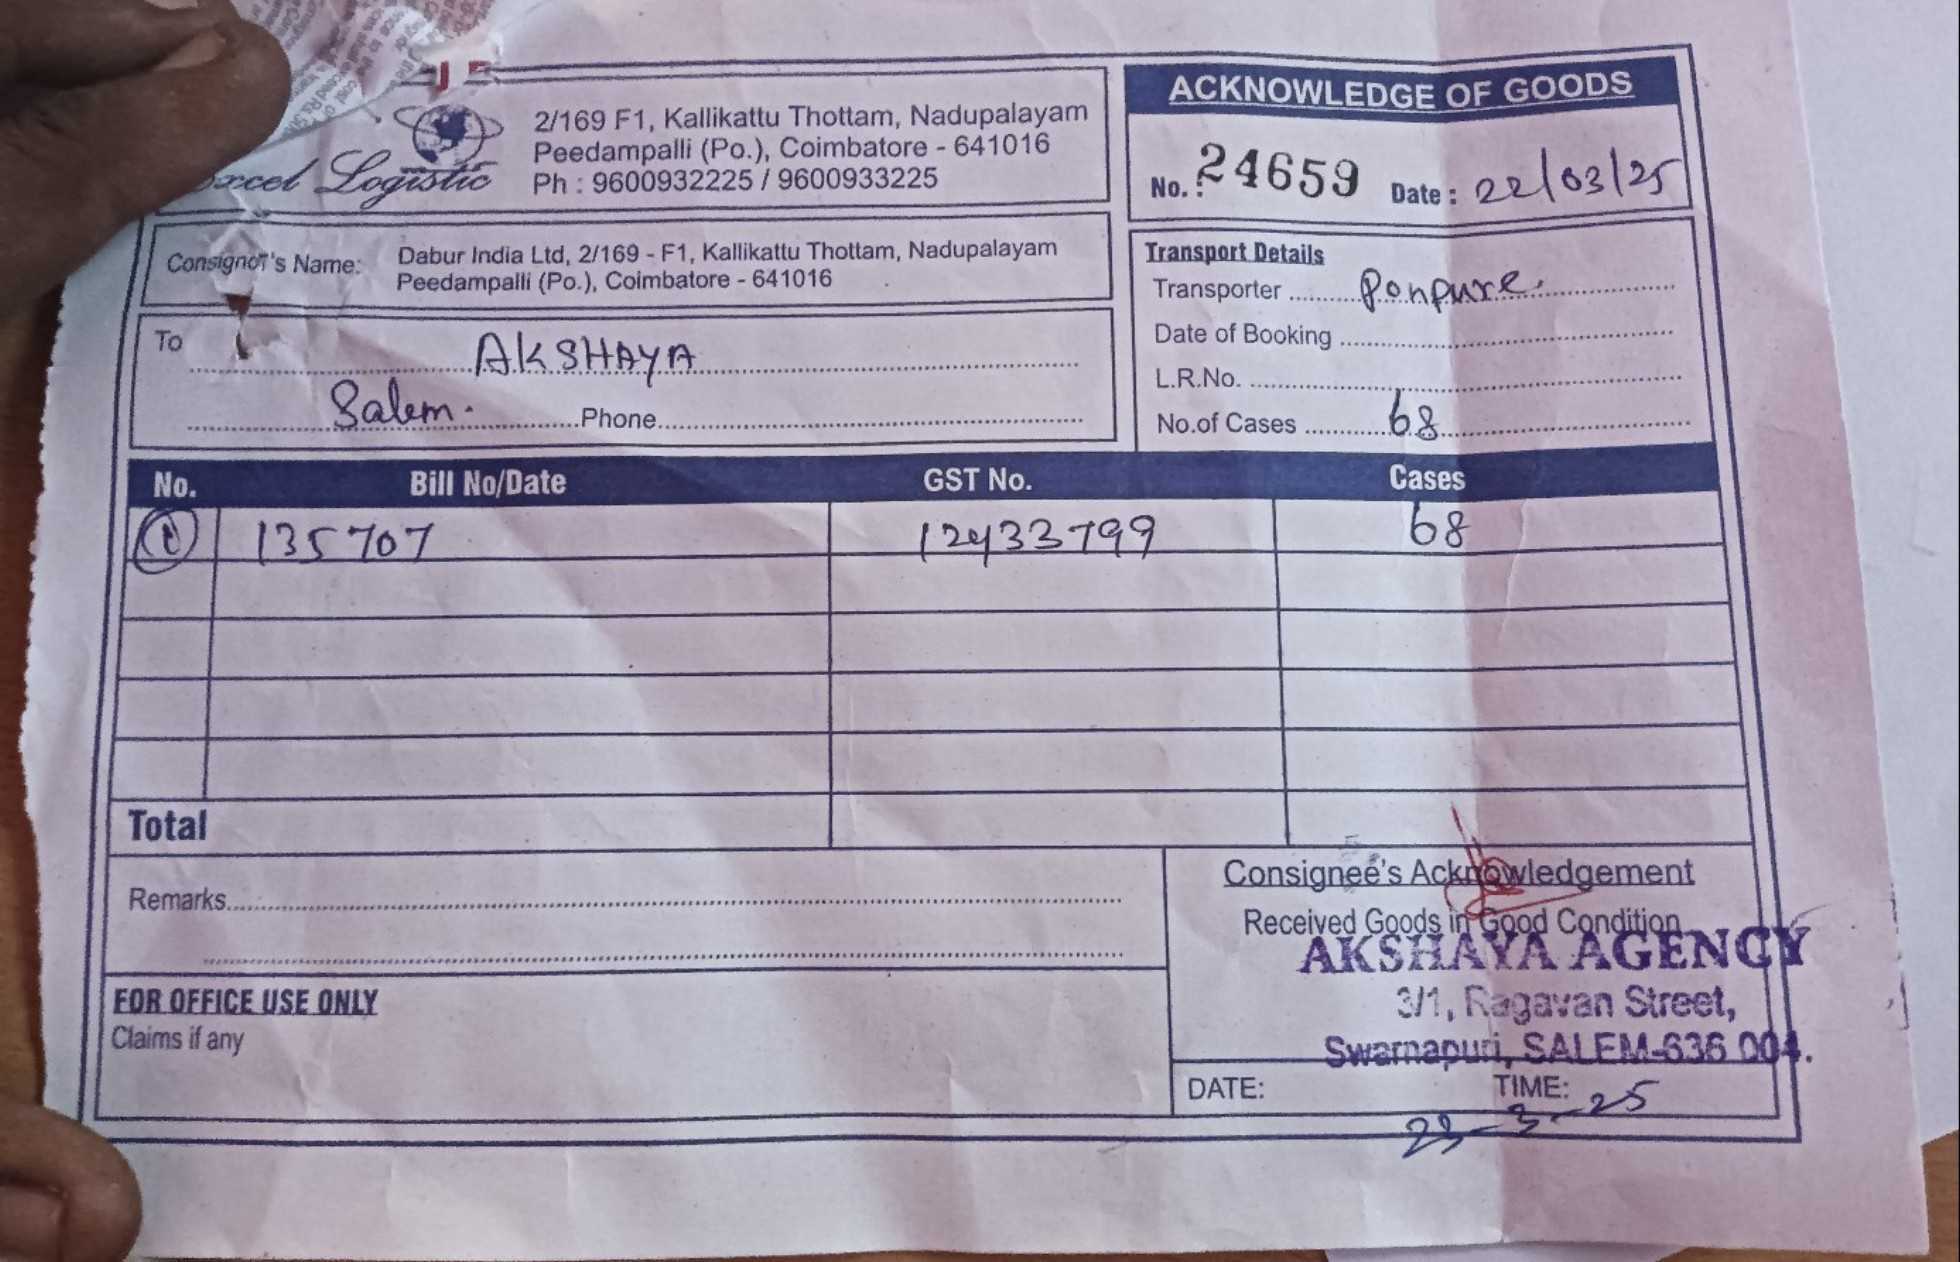 Excel Logistic
2/169 F1, Kallikattu Thottam, Nadupalayam
Peedampalli (Po.), Coimbatore - 641016
Ph : 9600932225 / 9600933225
ACKNOWLEDGE OF GOODS
No. : 24659 Date : 22/03/25
Consignor's Name: Dabur India Ltd, 2/169 - F1, Kallikattu Thottam, Nadupalayam
Peedampalli (Po.), Coimbatore - 641016
To AKSHAYA
Salem. Phone
Transport Details
Transporter Ponpure.
Date of Booking
L.R.No.
No.of Cases 68
No. Bill No/Date GST No. Cases
1 135707 12433799 68
Total
Remarks
FOR OFFICE USE ONLY
Claims if any
Consignee's Acknowledgement
Received Goods in Good Condition
AKSHAYA AGENCY
3/1, Ragavan Street,
Swarnapuri, SALEM-636 004.
DATE: TIME:
-3-25